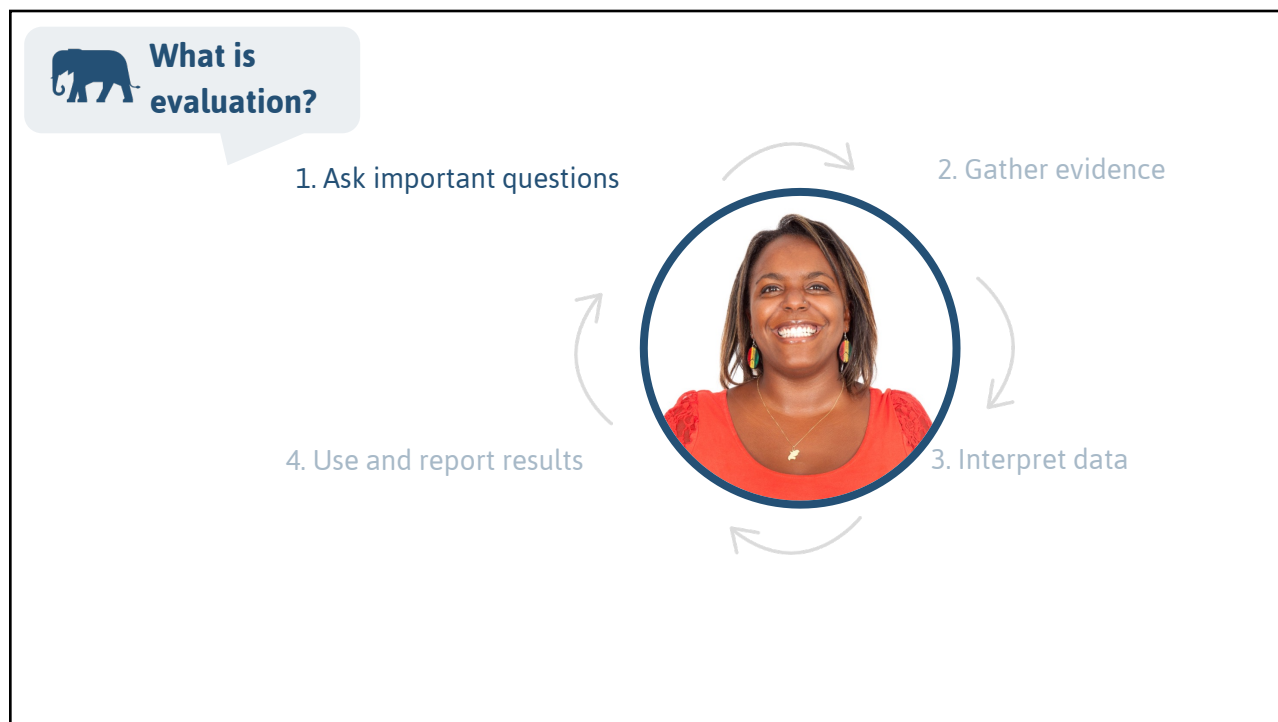 What is
evaluation?
1. Ask important questions
2. Gather evidence
4. Use and report results
3. Interpret data